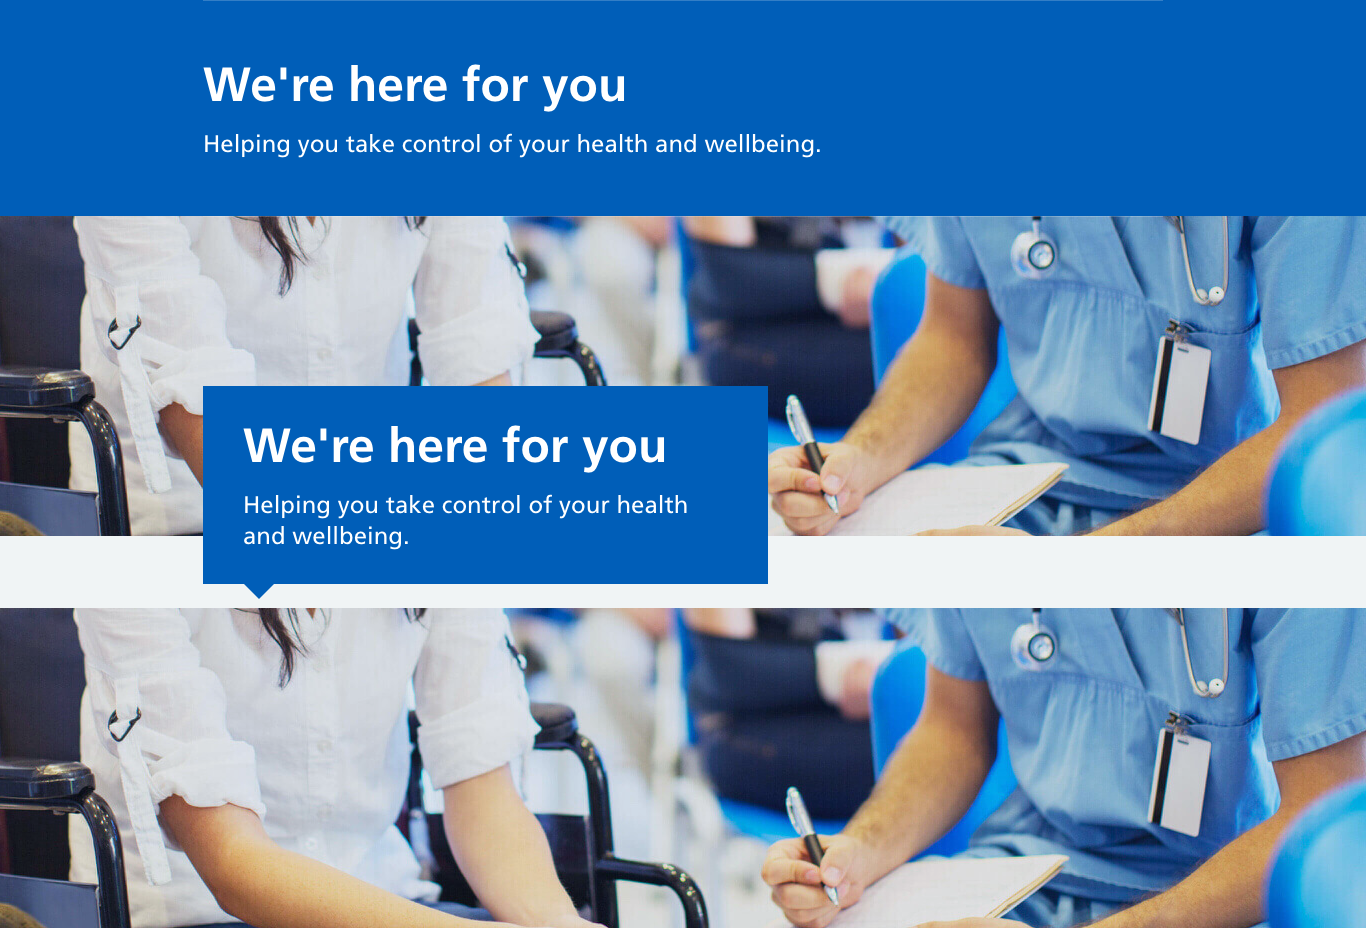 We're here for you
Helping you take control of your health and wellbeing.
We're here for you
Helping you take control of your health
and wellbeing.